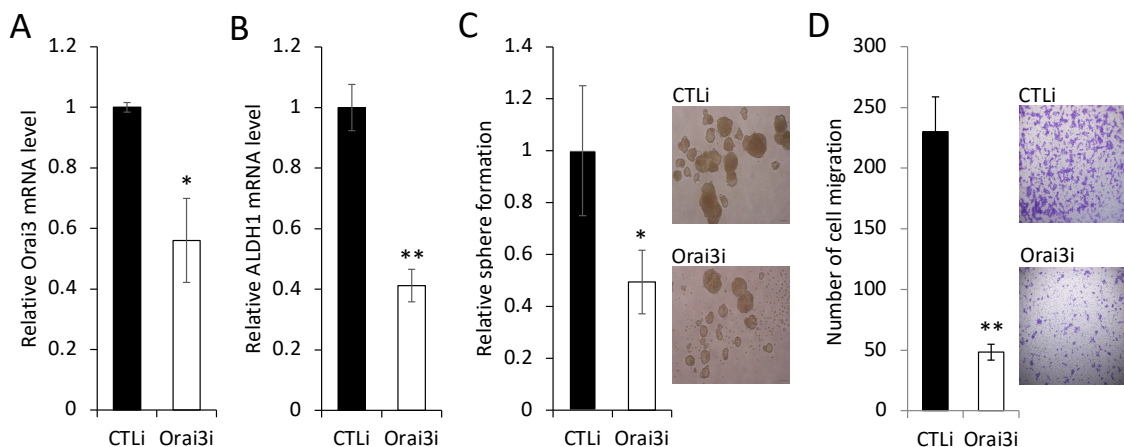 A
Relative Orai3 mRNA level
1.2
1
0.8
0.6
0.4
0.2
0
*
CTLi Orai3i
B
Relative ALDH1 mRNA level
1.2
1
0.8
0.6
0.4
0.2
0
**
CTLi Orai3i
C
Relative sphere formation
1.4
1.2
1
0.8
0.6
0.4
0.2
0
*
CTLi Orai3i
CTLi
Orai3i
D
Number of cell migration
300
250
200
150
100
50
0
**
CTLi Orai3i
CTLi
Orai3i